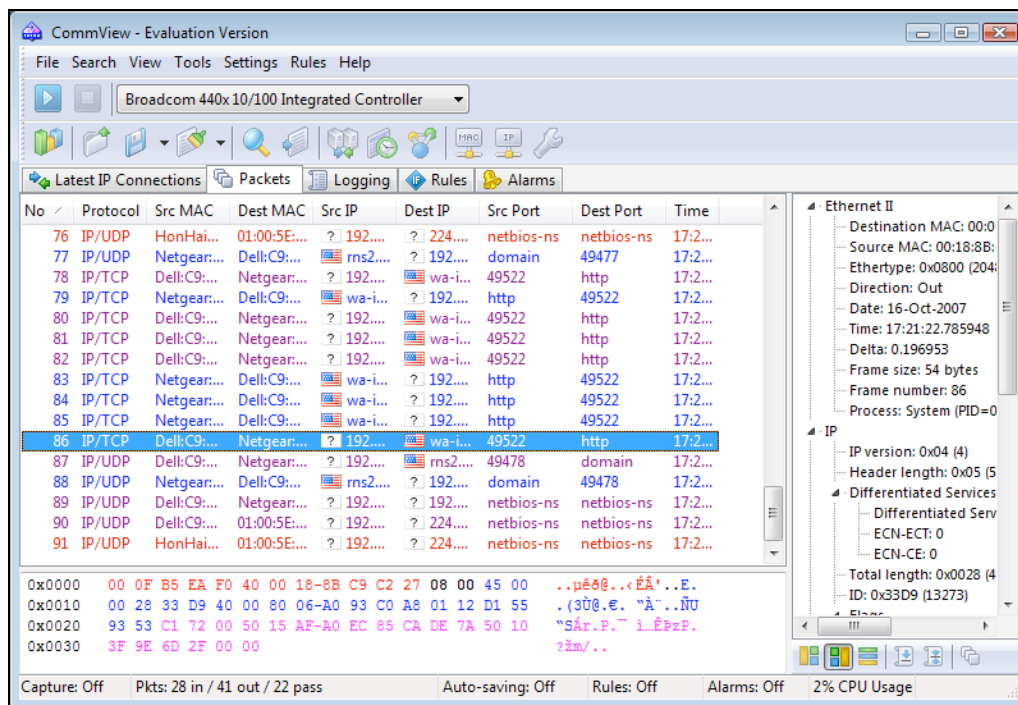 CommView - Evaluation Version
File Search View Tools Settings Rules Help
Broadcom 440x 10/100 Integrated Controller
MAC IP
Latest IP Connections Packets Logging IF Rules Alarms
No Protocol Src MAC Dest MAC Src IP Dest IP Src Port Dest Port Time
76 IP/UDP HonHai... 01:00:5E:... ? 192.... ? 224.... netbios-ns netbios-ns 17:2...
77 IP/UDP Netgear:... Dell:C9:... rns2.... ? 192.... domain 49477 17:2...
78 IP/TCP Dell:C9:... Netgear:... ? 192.... wa-i... 49522 http 17:2...
79 IP/TCP Netgear:... Dell:C9:... wa-i... ? 192.... http 49522 17:2...
80 IP/TCP Dell:C9:... Netgear:... ? 192.... wa-i... 49522 http 17:2...
81 IP/TCP Dell:C9:... Netgear:... ? 192.... wa-i... 49522 http 17:2...
82 IP/TCP Dell:C9:... Netgear:... ? 192.... wa-i... 49522 http 17:2...
83 IP/TCP Netgear:... Dell:C9:... wa-i... ? 192.... http 49522 17:2...
84 IP/TCP Netgear:... Dell:C9:... wa-i... ? 192.... http 49522 17:2...
85 IP/TCP Netgear:... Dell:C9:... wa-i... ? 192.... http 49522 17:2...
86 IP/TCP Dell:C9:... Netgear:... ? 192.... wa-i... 49522 http 17:2...
87 IP/UDP Dell:C9:... Netgear:... ? 192.... rns2.... 49478 domain 17:2...
88 IP/UDP Netgear:... Dell:C9:... rns2.... ? 192.... domain 49478 17:2...
89 IP/UDP Dell:C9:... Netgear:... ? 192.... ? 192.... netbios-ns netbios-ns 17:2...
90 IP/UDP Dell:C9:... 01:00:5E:... ? 192.... ? 224.... netbios-ns netbios-ns 17:2...
91 IP/UDP HonHai... 01:00:5E:... ? 192.... ? 224.... netbios-ns netbios-ns 17:2...
Ethernet II
Destination MAC: 00:0
Source MAC: 00:18:8B:
Ethertype: 0x0800 (204
Direction: Out
Date: 16-Oct-2007
Time: 17:21:22.785948
Delta: 0.196953
Frame size: 54 bytes
Frame number: 86
Process: System (PID=0
IP
IP version: 0x04 (4)
Header length: 0x05 (5
Differentiated Services
Differentiated Serv
ECN-ECT: 0
ECN-CE: 0
Total length: 0x0028 (4
ID: 0x33D9 (13273)
Flags
0x0000 00 0F B5 EA F0 40 00 18-8B C9 C2 27 08 00 45 00 ..µêð@..‹ÉÂ'..E.
0x0010 00 28 33 D9 40 00 80 06-A0 93 C0 A8 01 12 D1 55 .(3Ù@.€. “À¨..ÑU
0x0020 93 53 C1 72 00 50 15 AF-A0 EC 85 CA DE 7A 50 10 “SÁr.P.¯ ì…ÊÞzP.
0x0030 3F 9E 6D 2F 00 00 ?žm/..
Capture: Off Pkts: 28 in / 41 out / 22 pass Auto-saving: Off Rules: Off Alarms: Off 2% CPU Usage